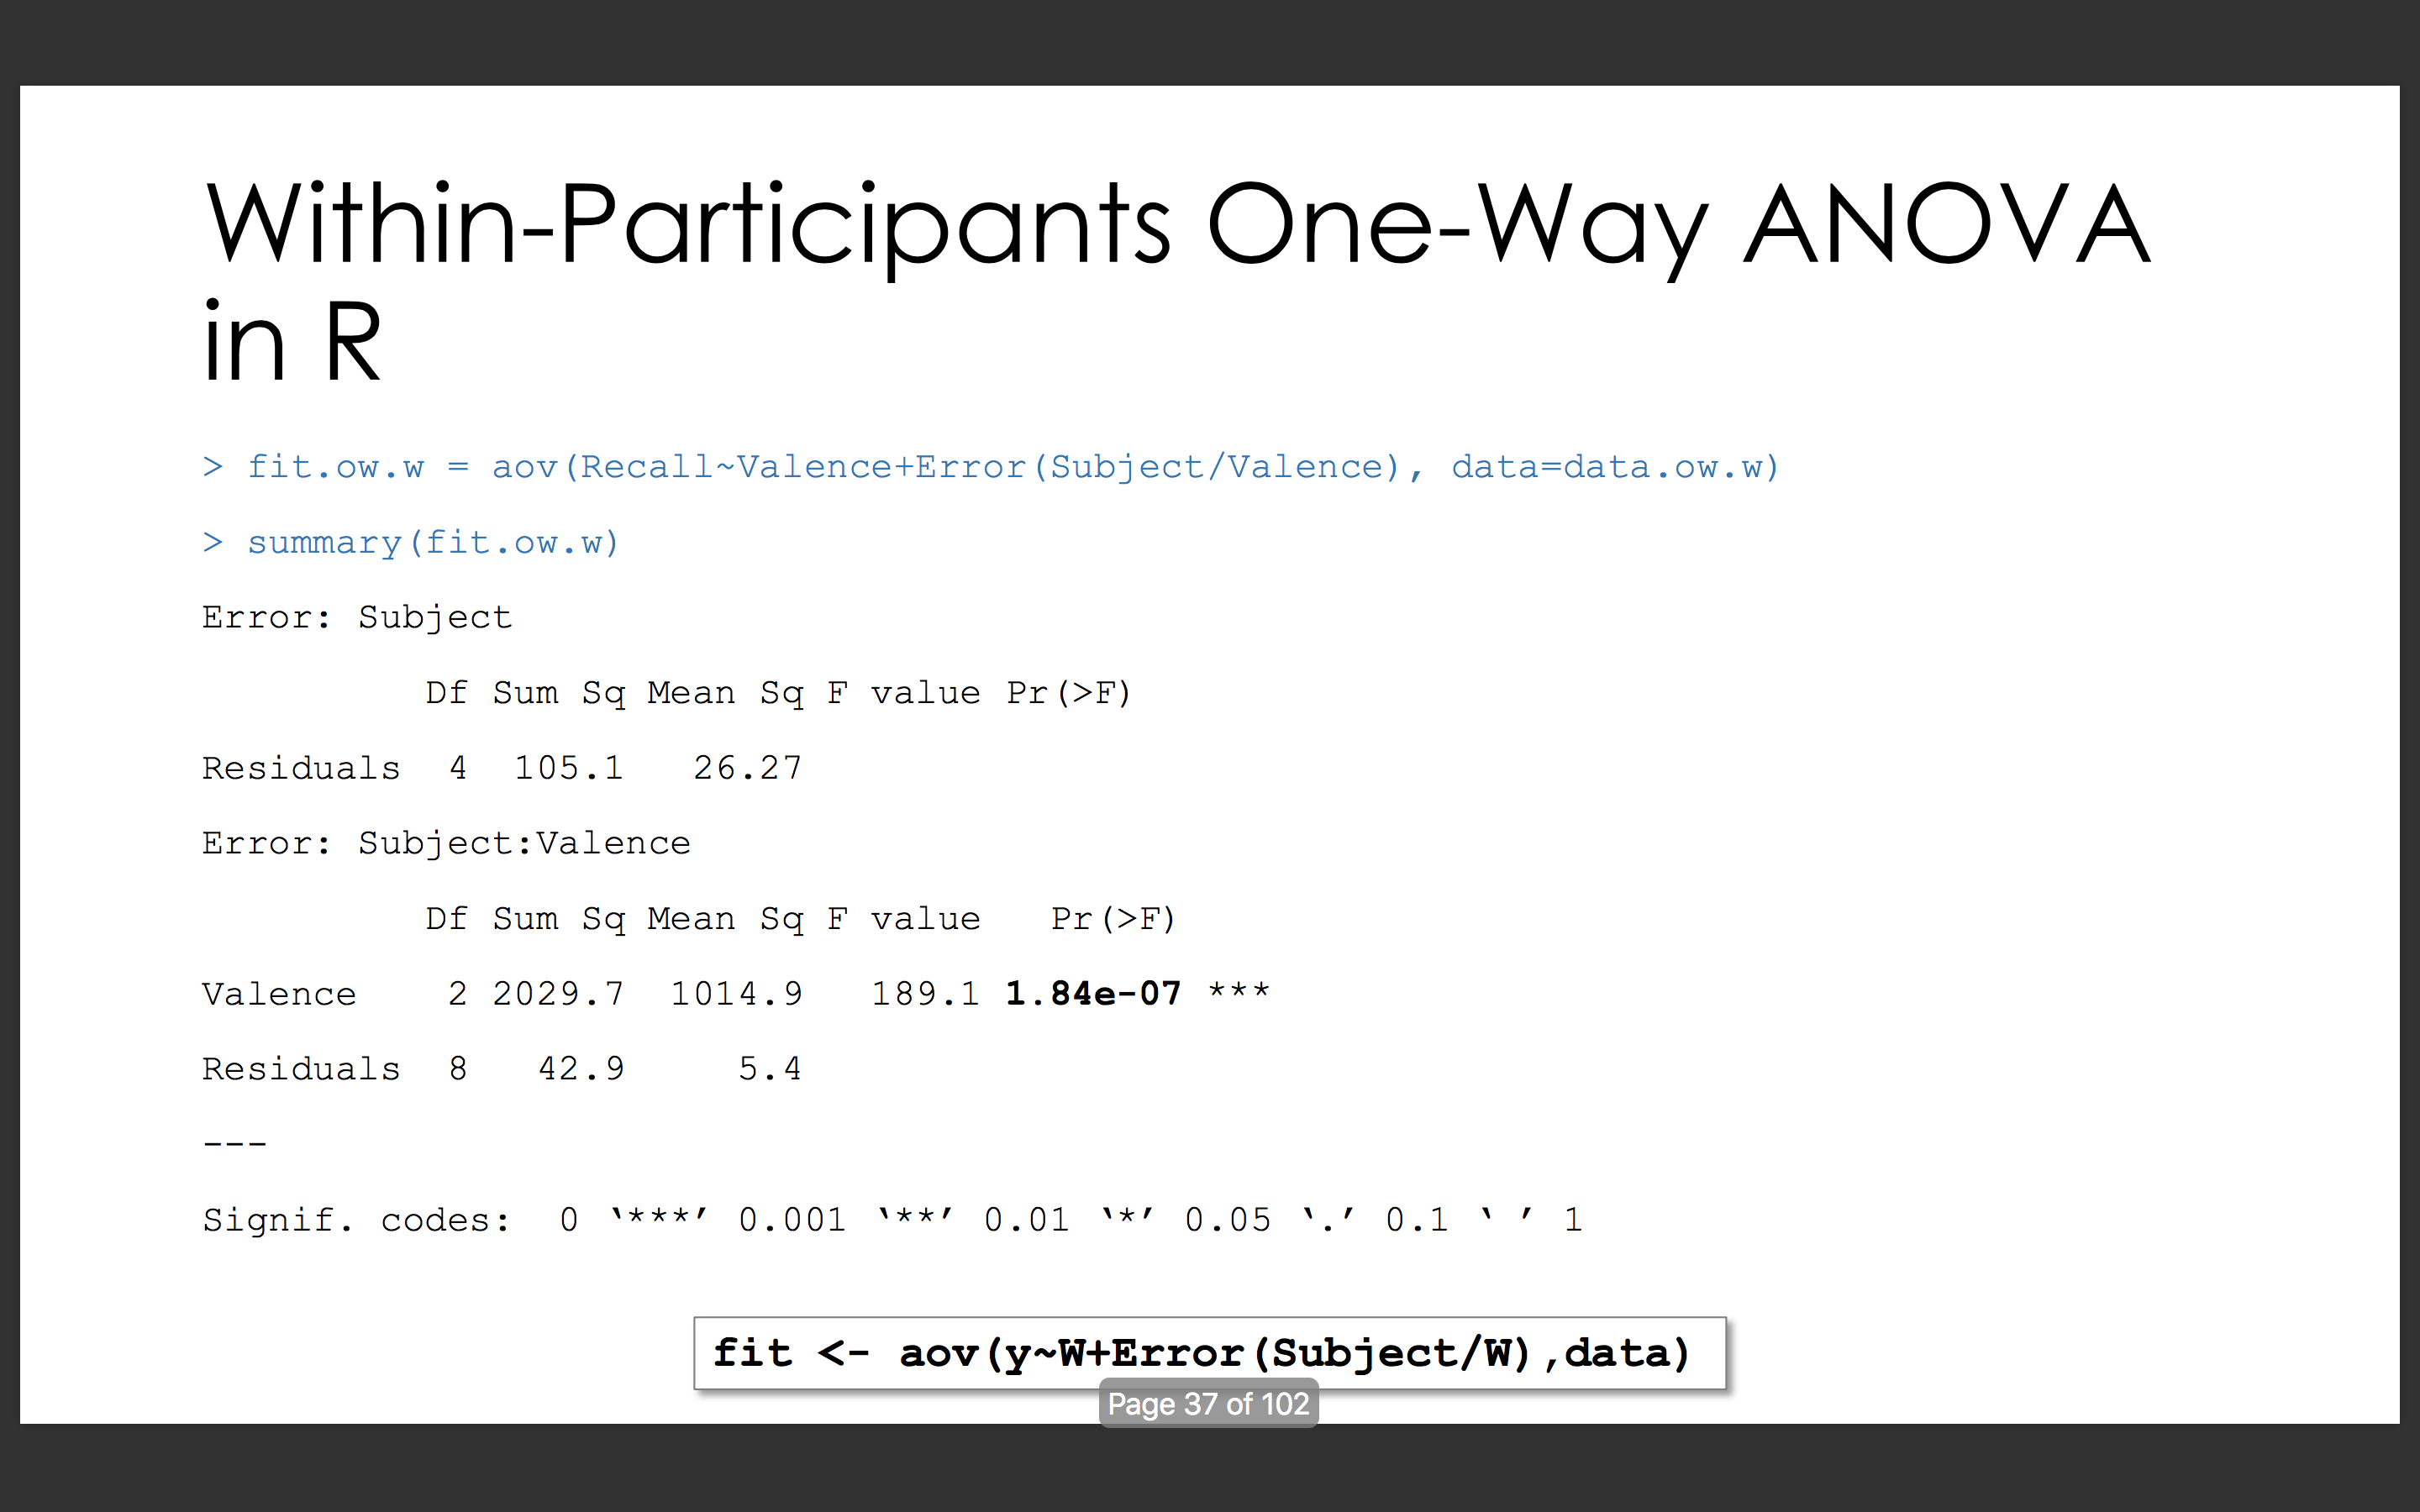 Within-Participants One-Way ANOVA
in R
> fit.ow.w = aov(Recall~Valence+Error(Subject/Valence), data=data.ow.w)
> summary(fit.ow.w)
Error: Subject
Df Sum Sq Mean Sq F value Pr(>F)
Residuals 4 105.1 26.27
Error: Subject:Valence
Df Sum Sq Mean Sq F value Pr(>F)
Valence 2 2029.7 1014.9 189.1 1.84e-07 ***
Residuals 8 42.9 5.4
---
Signif. codes: 0 ‘***’ 0.001 ‘**’ 0.01 ‘*’ 0.05 ‘.’ 0.1 ‘ ’ 1
fit <- aov(y~W+Error(Subject/W),data)
Page 37 of 102